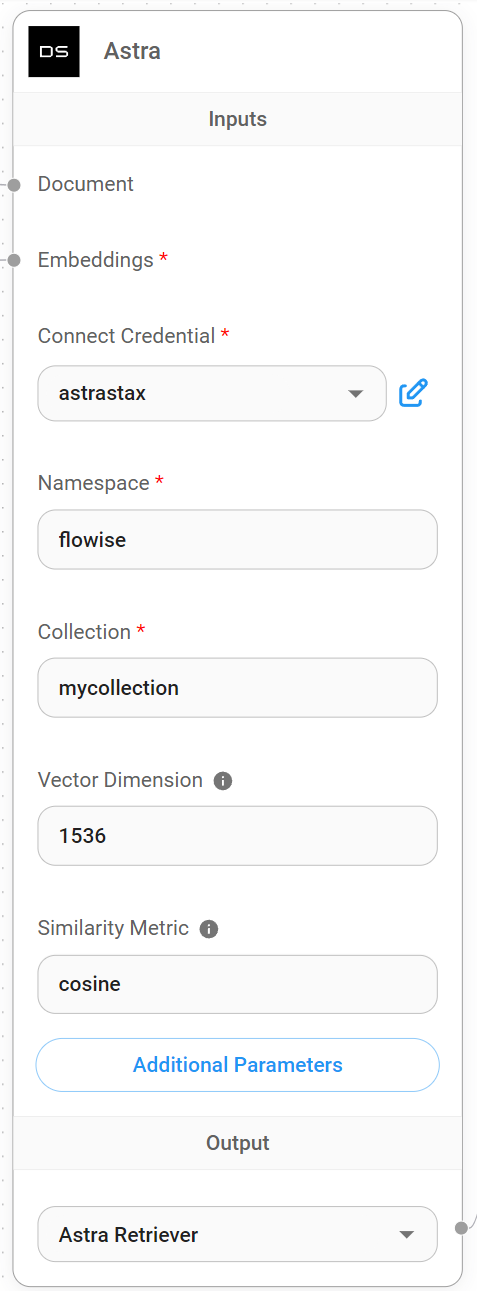 DS
Astra
Inputs
Document
Embeddings *
Connect Credential *
astrastax
Namespace *
flowise
Collection *
mycollection
Vector Dimension
1536
Similarity Metric
cosine
Additional Parameters
Output
Astra Retriever